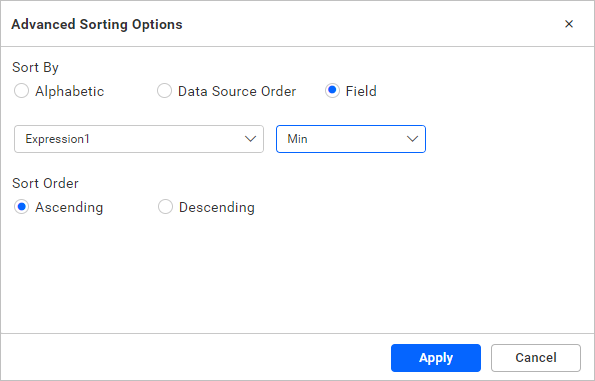 Advanced Sorting Options
Sort By
Alphabetic Data Source Order Field
Expression1 Min
Sort Order
Ascending Descending
Apply Cancel